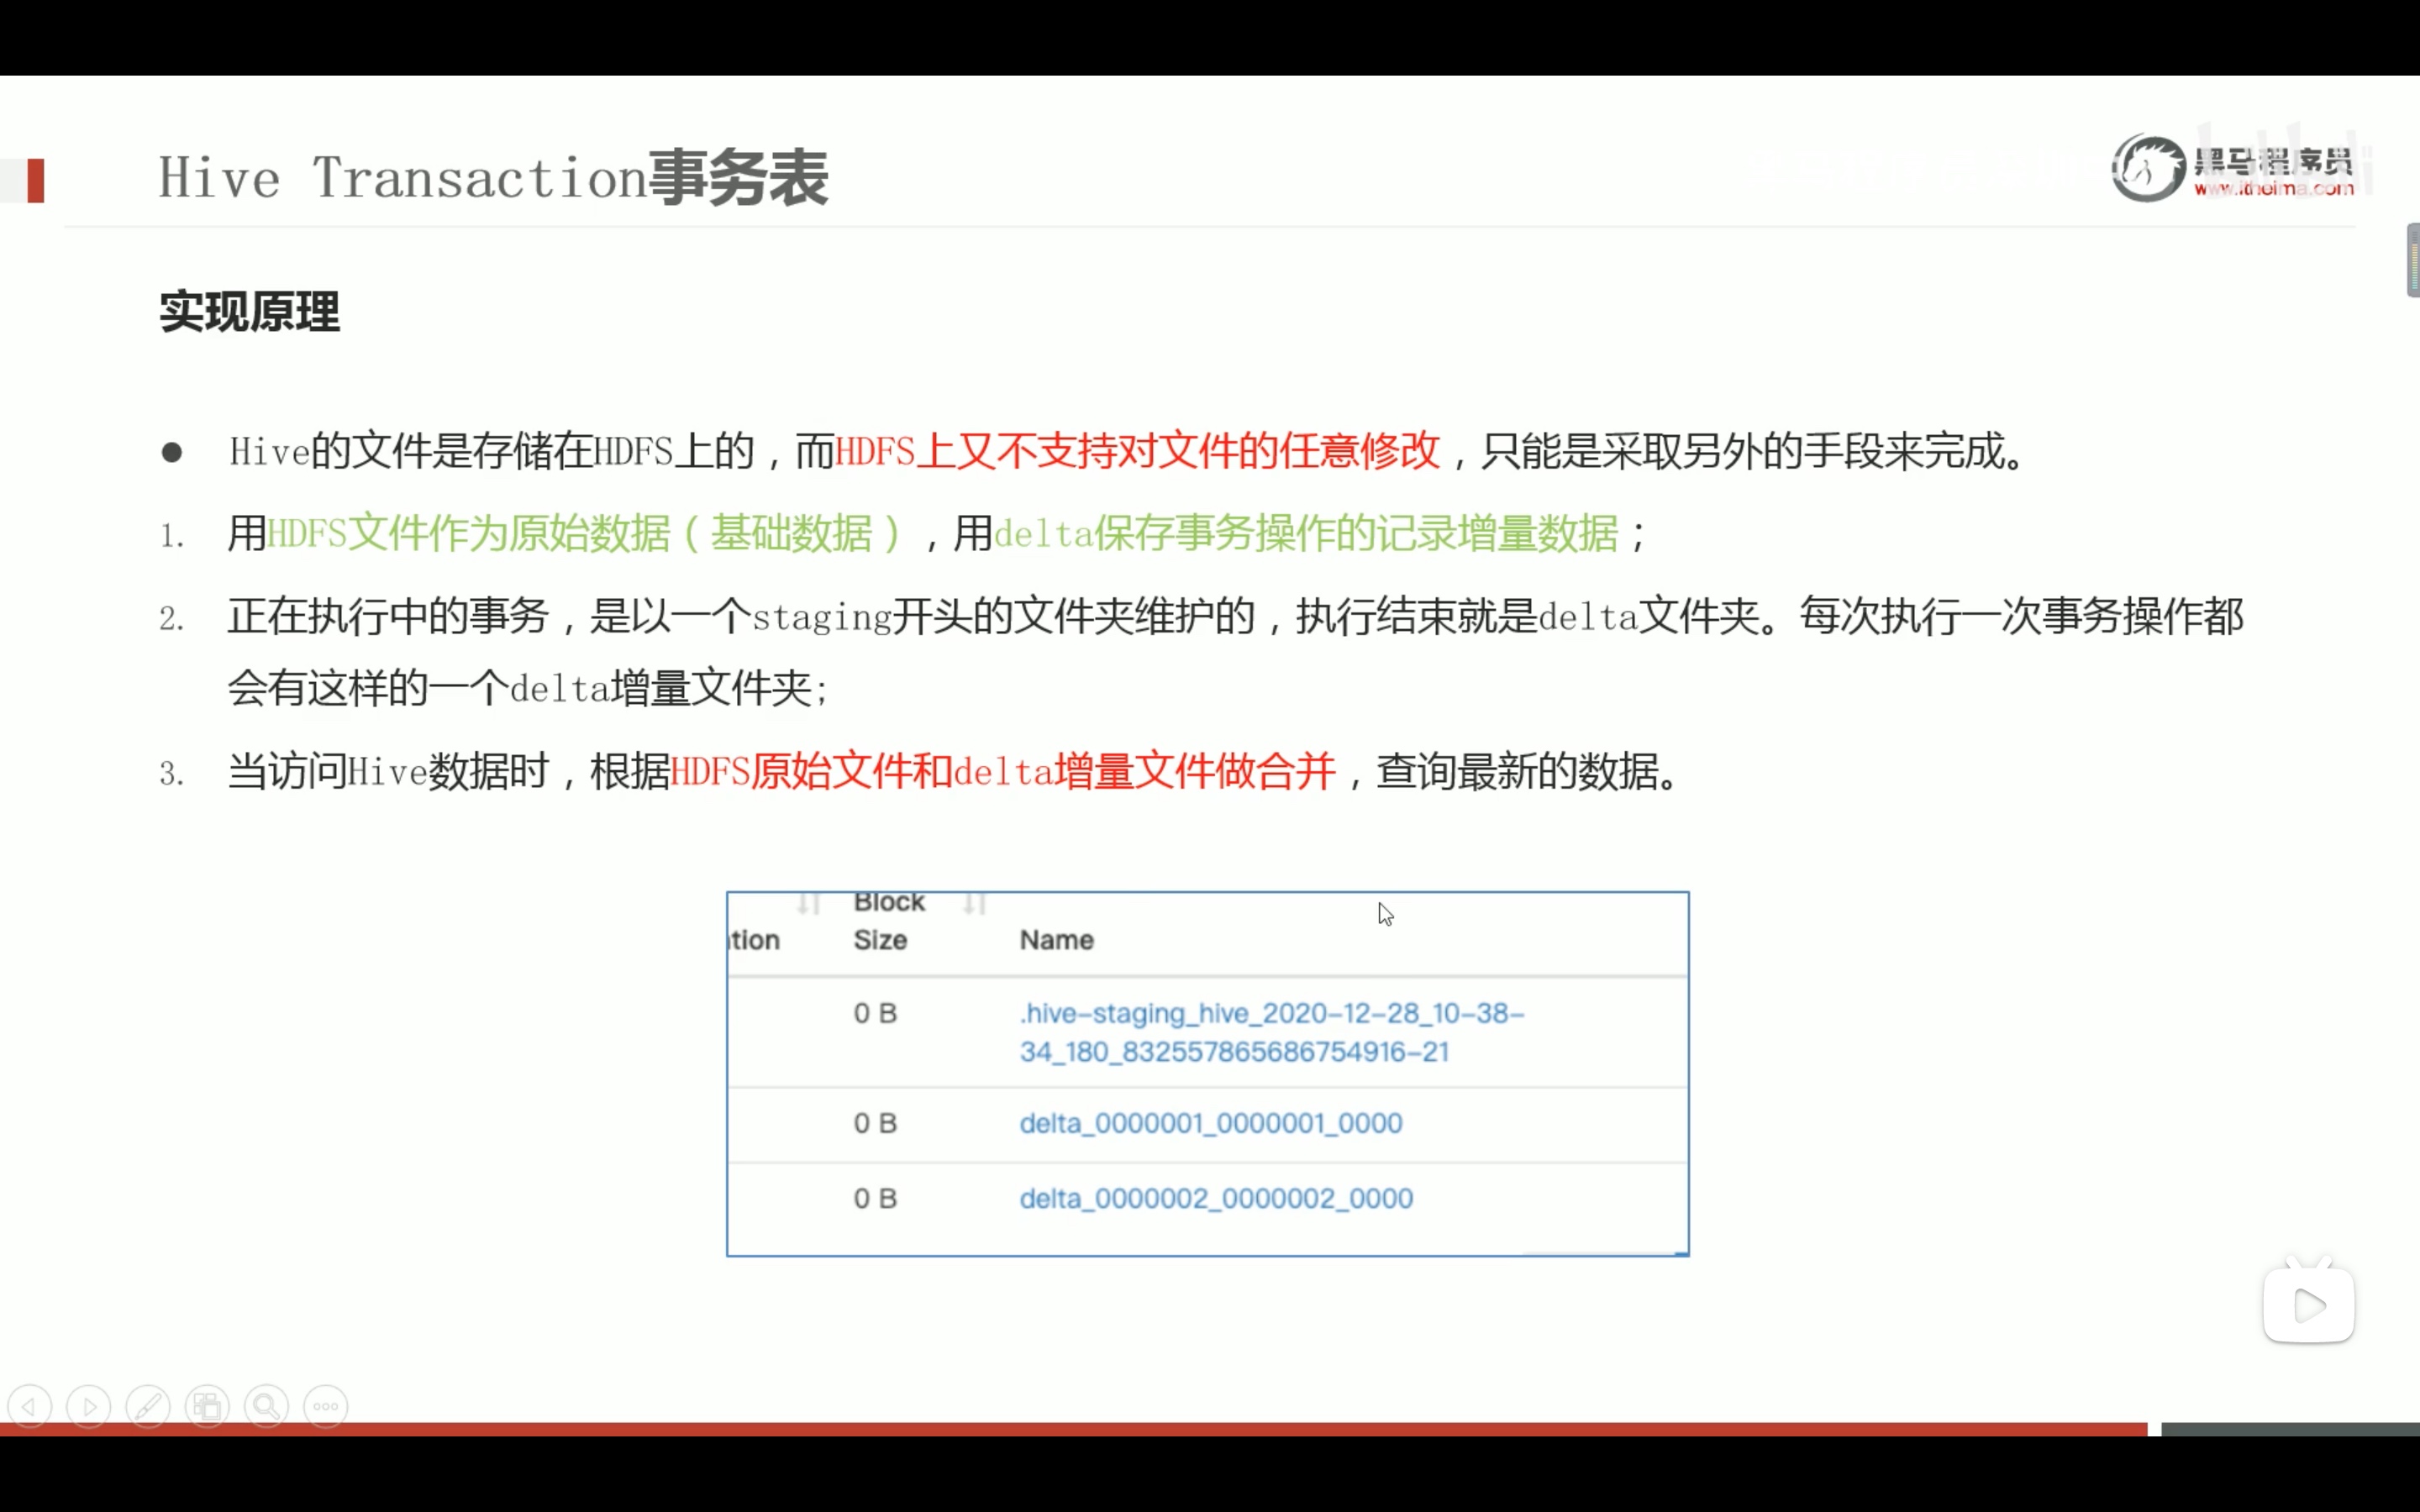 Hive Transaction事务表
黑马程序员
www.itheima.com
实现原理
● Hive的文件是存储在HDFS上的，而HDFS上又不支持对文件的任意修改，只能是采取另外的手段来完成。
1. 用HDFS文件作为原始数据（基础数据），用delta保存事务操作的记录增量数据；
2. 正在执行中的事务，是以一个staging开头的文件夹维护的，执行结束就是delta文件夹。每次执行一次事务操作都
会有这样的一个delta增量文件夹；
3. 当访问Hive数据时，根据HDFS原始文件和delta增量文件做合并，查询最新的数据。
Block
tion Size Name
0 B .hive-staging_hive_2020-12-28_10-38-
34_180_832557865686754916-21
0 B delta_0000001_0000001_0000
0 B delta_0000002_0000002_0000